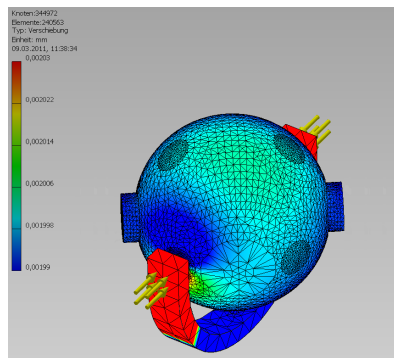 Knoten:344972
Elemente:240563
Typ: Verschiebung
Einheit: mm
09.03.2011, 11:38:34
0,00203
0,002022
0,002014
0,002006
0,001998
0,00199